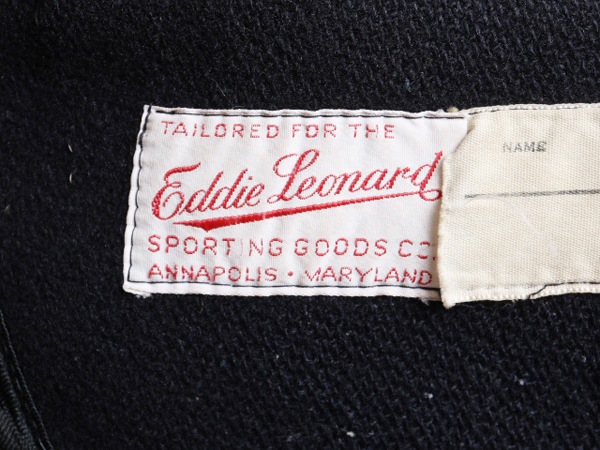 TAILORED FOR THE
Eddie Leonard
SPORTING GOODS CO.
ANNAPOLIS · MARYLAND
NAME